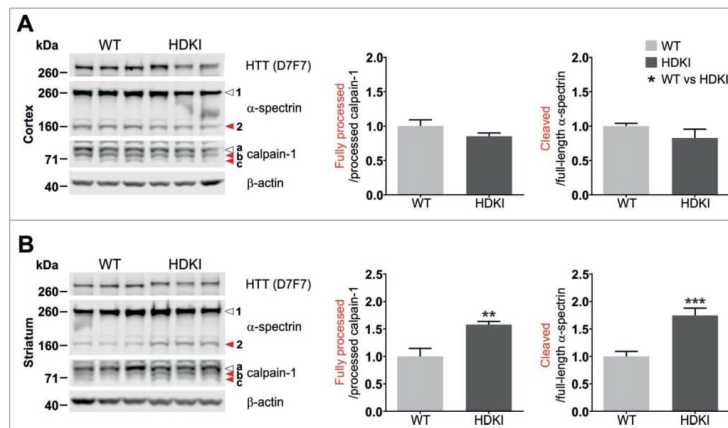 A
kDa
WT HDKI
260
HTT (D7F7)
260
1
α-spectrin
160
2
71
a
b
c
calpain-1
40
β-actin
Cortex
Fully processed
/processed calpain-1
2.0
1.5
1.0
0.5
0.0
WT HDKI
Cleaved
/full-length α-spectrin
2.0
1.5
1.0
0.5
0.0
WT HDKI
WT
HDKI
* WT vs HDKI
B
kDa
WT HDKI
HTT (D7F7)
260
260
1
α-spectrin
160
2
71
a
b
c
calpain-1
40
β-actin
Striatum
Fully processed
/processed calpain-1
2.5
2.0
1.5
1.0
0.5
0.0
**
WT HDKI
Cleaved
/full-length α-spectrin
2.5
2.0
1.5
1.0
0.5
0.0
***
WT HDKI